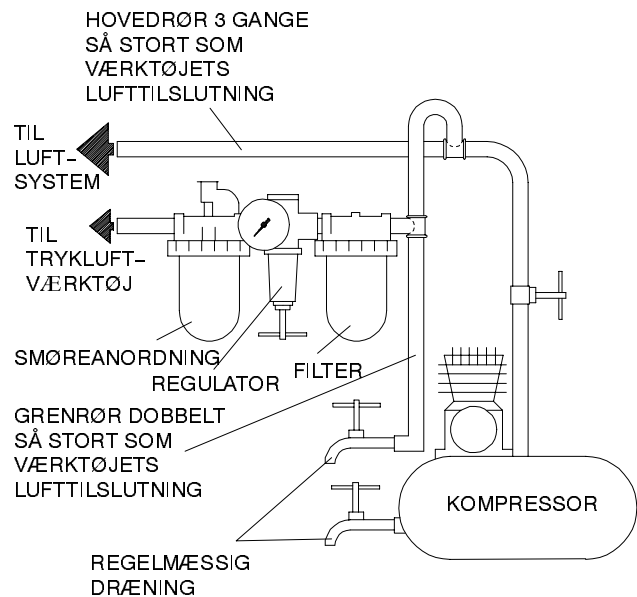 HOVEDRØR 3 GANGE
SÅ STORT SOM
VÆRKTØJETS
LUFTTILSLUTNING
TIL
LUFT–
SYSTEM
TIL
TRYKLUFT–
VÆRKTØJ
SMØREANORDNING
REGULATOR
FILTER
GRENRØR DOBBELT
SÅ STORT SOM
VÆRKTØJETS
LUFTTILSLUTNING
KOMPRESSOR
REGELMÆSSIG
DRÆNING